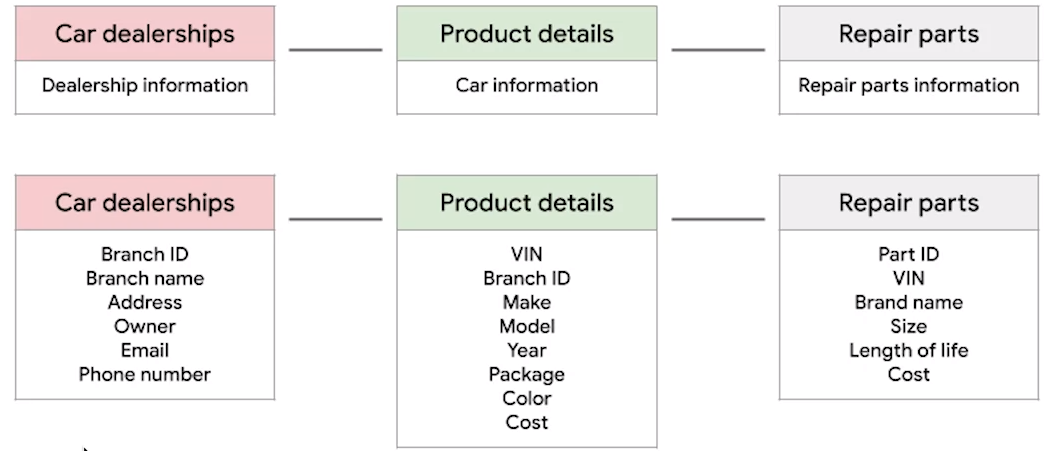 Car dealerships
Dealership information
Product details
Car information
Repair parts
Repair parts information
Car dealerships
Branch ID
Branch name
Address
Owner
Email
Phone number
Product details
VIN
Branch ID
Make
Model
Year
Package
Color
Cost
Repair parts
Part ID
VIN
Brand name
Size
Length of life
Cost